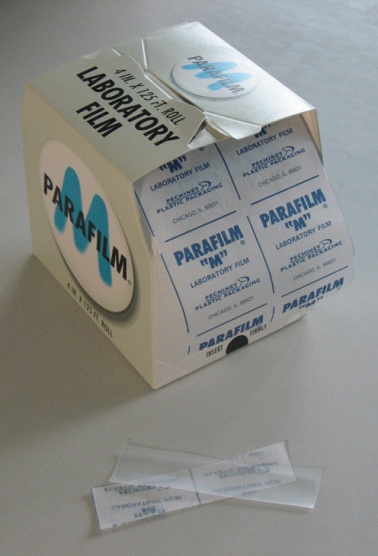 PARAFILM
M
4 IN. X 125 FT. ROLL
LABORATORY
FILM
PARAFILM
M
4 IN. X 125 FT. ROLL
"M"
LABORATORY FILM
PECHINEY
PLASTIC PACKAGING
CHICAGO, IL 60631
LABORATORY FILM
PECHINEY
PLASTIC PACKAGING
CHICAGO, IL 60631
PARAFILM
"M"®
LABORATORY FILM
PECHINEY
PLASTIC PACKAGING
CHICAGO, IL 60631
PARAFILM
"M"®
LABORATORY FILM
PECHINEY
PLASTIC PACKAGING
CHICAGO, IL 60631
PARAFILM
PARAFILM
INSERT FIRMLY